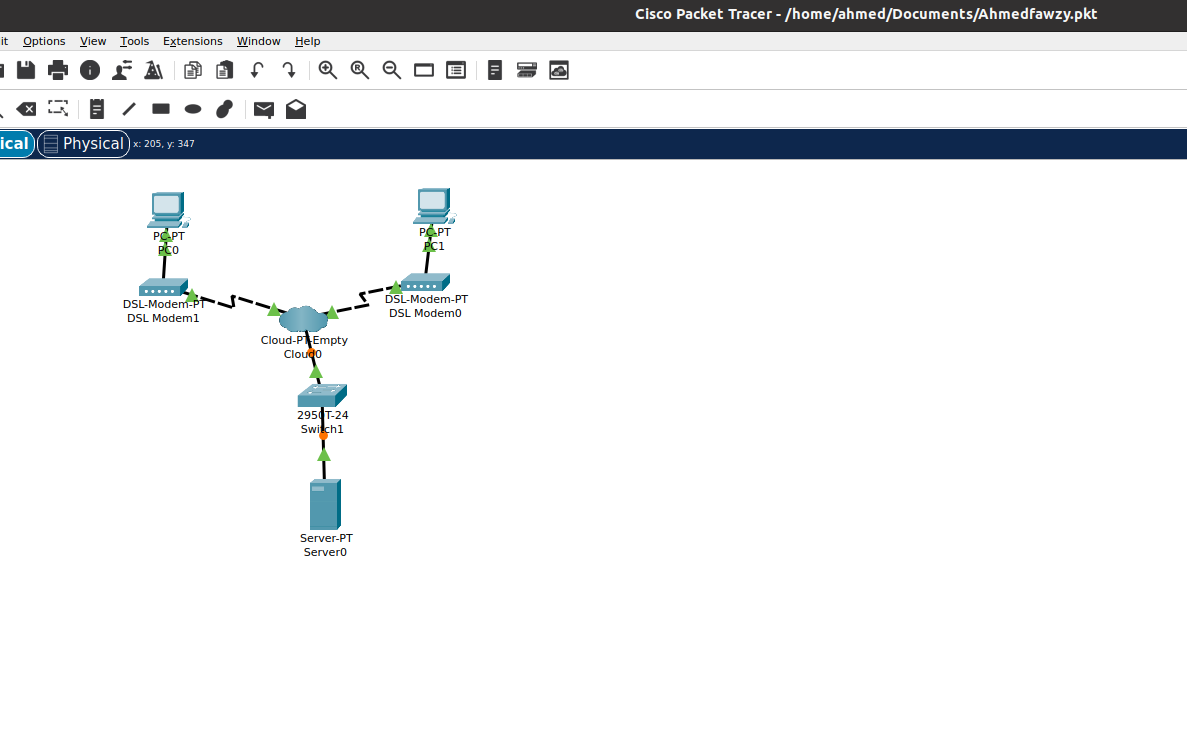 Cisco Packet Tracer - /home/ahmed/Documents/Ahmedfawzy.pkt
it Options View Tools Extensions Window Help
ical Physical x: 205, y: 347
PC-PT
PC0
PC-PT
PC1
DSL-Modem-PT
DSL Modem1
DSL-Modem-PT
DSL Modem0
Cloud-PT-Empty
Cloud0
2950T-24
Switch1
Server-PT
Server0